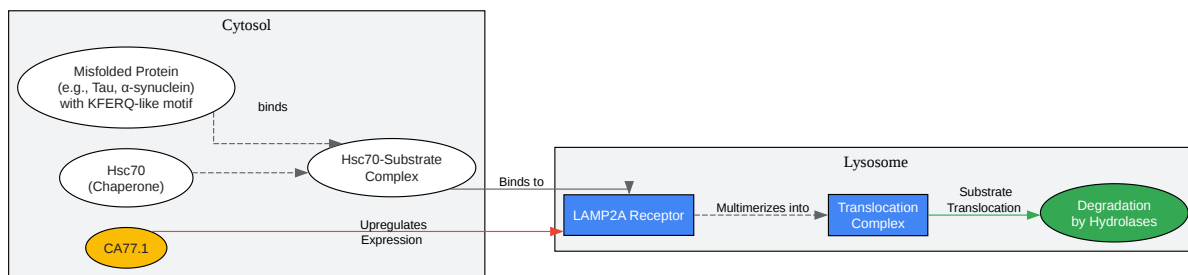 Cytosol
Misfolded Protein
(e.g., Tau, α-synuclein)
with KFERQ-like motif
binds
Hsc70
(Chaperone)
Hsc70-Substrate
Complex
CA77.1
Upregulates
Expression
Binds to
Lysosome
LAMP2A Receptor
Multimerizes into
Translocation
Complex
Substrate
Translocation
Degradation
by Hydrolases